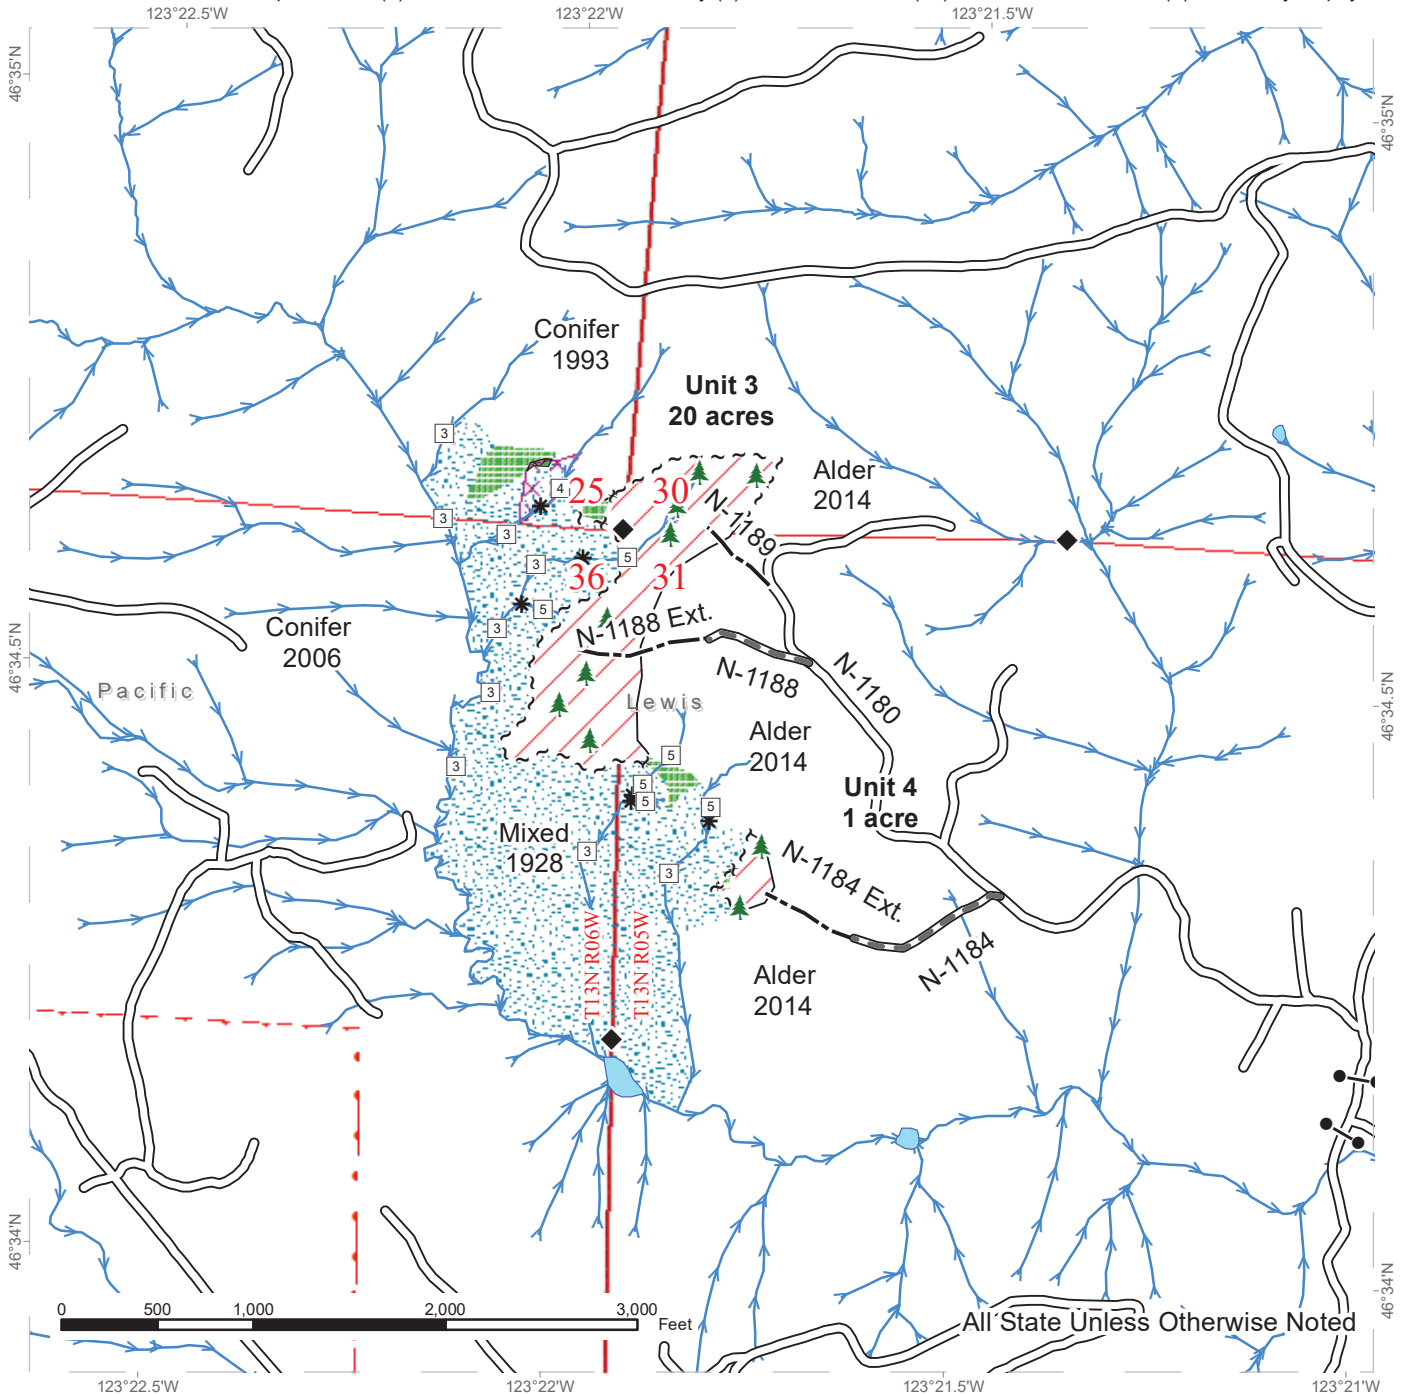 123°22.5'W
123°22'W
123°21.5'W
46°35'N
46°35'N
Conifer
1993
Unit 3
20 acres
3
Alder
2014
4
25
30
N-1189
3
3
5
3
36
31
5
3
N-1188 Ext.
Conifer
2006
N-1188
N-1180
46°34.5'N
46°34.5'N
Pacific
3
Lewis
Alder
2014
5
3
5
5
5
Unit 4
1 acre
Mixed
1928
3
3
N-1184 Ext.
T13N R06W
T13N R05W
N-1184
Alder
2014
46°34'N
46°34'N
0
500
1,000
2,000
3,000
Feet
All State Unless Otherwise Noted
123°22.5'W
123°22'W
123°21.5'W
123°21'W